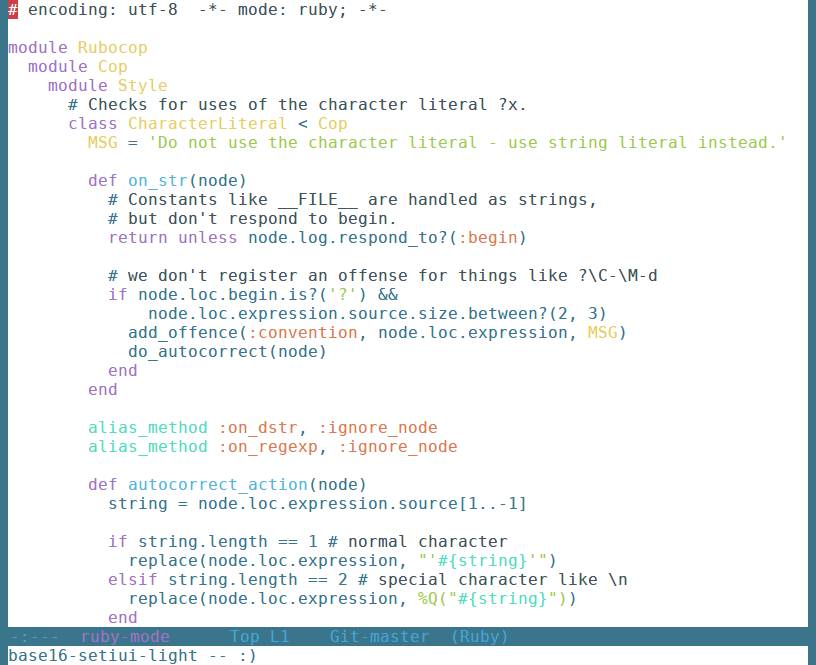 # encoding: utf-8  -*- mode: ruby; -*-

module Rubocop
  module Cop
    module Style
      # Checks for uses of the character literal ?x.
      class CharacterLiteral < Cop
        MSG = 'Do not use the character literal - use string literal instead.'

        def on_str(node)
          # Constants like __FILE__ are handled as strings,
          # but don't respond to begin.
          return unless node.log.respond_to?(:begin)

          # we don't register an offense for things like ?\C-\M-d
          if node.loc.begin.is?('?') &&
              node.loc.expression.source.size.between?(2, 3)
            add_offence(:convention, node.loc.expression, MSG)
            do_autocorrect(node)
          end
        end

        alias_method :on_dstr, :ignore_node
        alias_method :on_regexp, :ignore_node

        def autocorrect_action(node)
          string = node.loc.expression.source[1..-1]

          if string.length == 1 # normal character
            replace(node.loc.expression, "'#{string}'")
          elsif string.length == 2 # special character like \n
            replace(node.loc.expression, %Q("#{string}"))
          end
-:---  ruby-mode      Top L1    Git-master  (Ruby)
base16-setiui-light -- :)